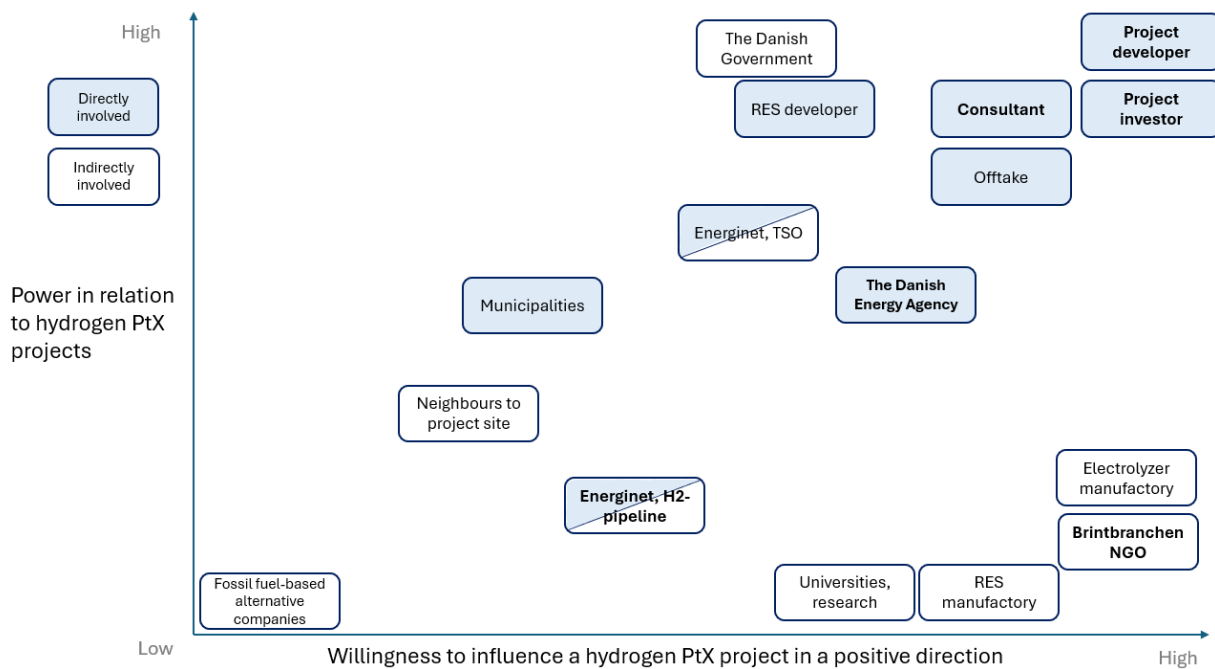 High
The Danish
Government
Project
developer
Directly
involved
RES developer
Consultant
Project
investor
Indirectly
involved
Offtake
Energinet, TSO
Power in relation
to hydrogen PtX
projects
Municipalities
The Danish
Energy Agency
Neighbours to
project site
Electrolyzer
manufactory
Energinet, H2-
pipeline
Brintbranchen
NGO
Fossil fuel-based
alternative
companies
Universities,
research
RES
manufactory
Low
Willingness to influence a hydrogen PtX project in a positive direction
High